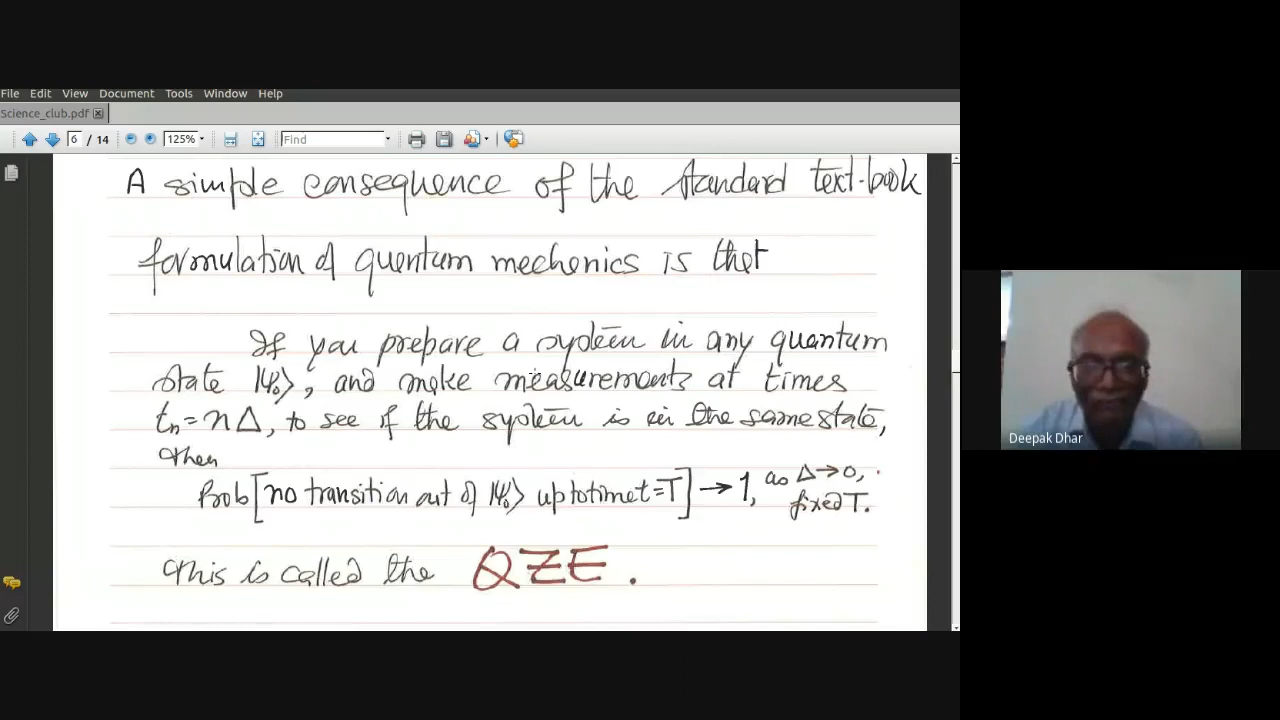 File Edit View Document Tools Window Help
Science_club.pdf
6 / 14 125% Find
A simple consequence of the standard text-book
formulation of quantum mechanics is that
If you prepare a system in any quantum
state |ψ₀⟩, and make measurements at times
tₙ = nΔ, to see if the system is in the same state,
then
Prob [no transition out of |ψ₀⟩ upto time t = T] → 1, as Δ → 0,
fixed T.
This is called the QZE.
Deepak Dhar